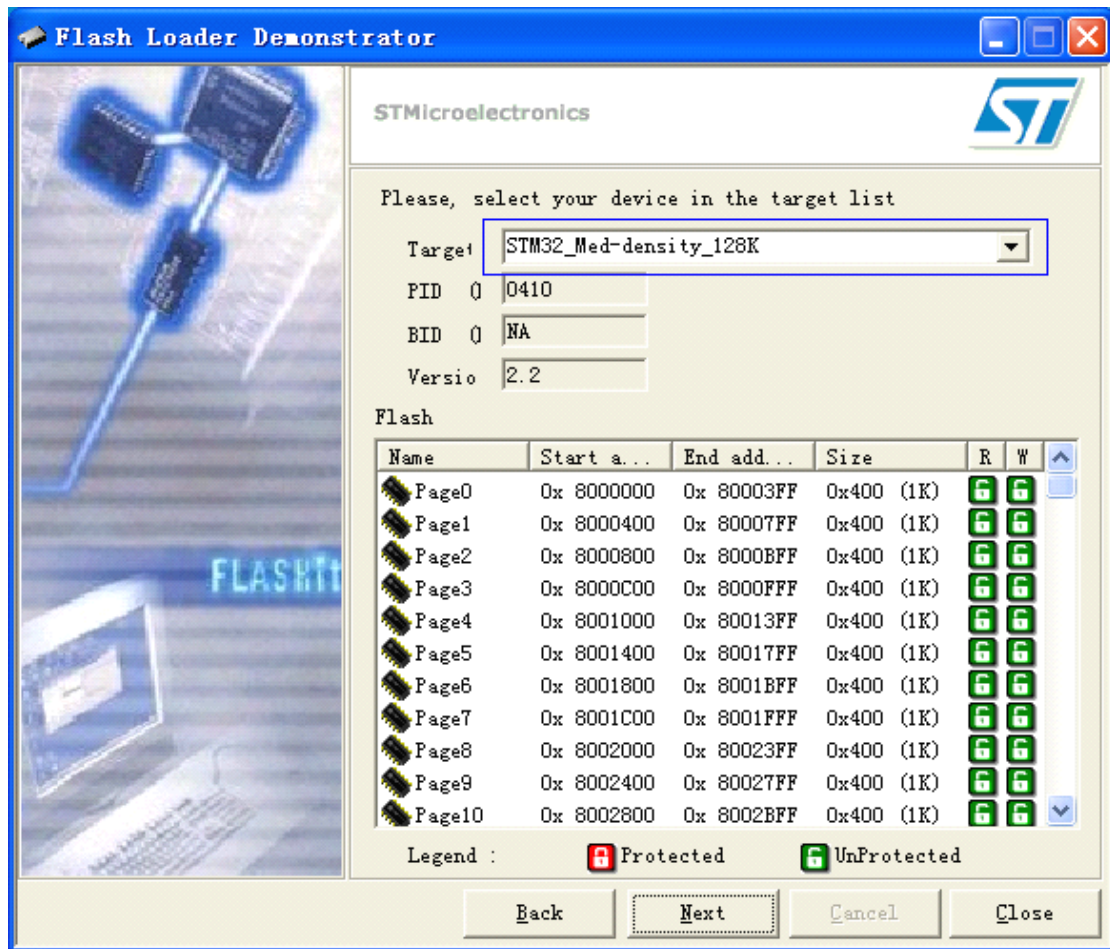 Flash Loader Demonstrator
STMicroelectronics
ST
Please, select your device in the target list
Target STM32_Med-density_128K
PID () 0410
BID () NA
Versio 2.2
Flash
Name Start a... End add... Size R W
Page0 0x 8000000 0x 80003FF 0x400 (1K)
Page1 0x 8000400 0x 80007FF 0x400 (1K)
Page2 0x 8000800 0x 8000BFF 0x400 (1K)
Page3 0x 8000C00 0x 8000FFF 0x400 (1K)
Page4 0x 8001000 0x 80013FF 0x400 (1K)
Page5 0x 8001400 0x 80017FF 0x400 (1K)
Page6 0x 8001800 0x 8001BFF 0x400 (1K)
Page7 0x 8001C00 0x 8001FFF 0x400 (1K)
Page8 0x 8002000 0x 80023FF 0x400 (1K)
Page9 0x 8002400 0x 80027FF 0x400 (1K)
Page10 0x 8002800 0x 8002BFF 0x400 (1K)
FLASHit
Legend : Protected UnProtected
Back Next Cancel Close